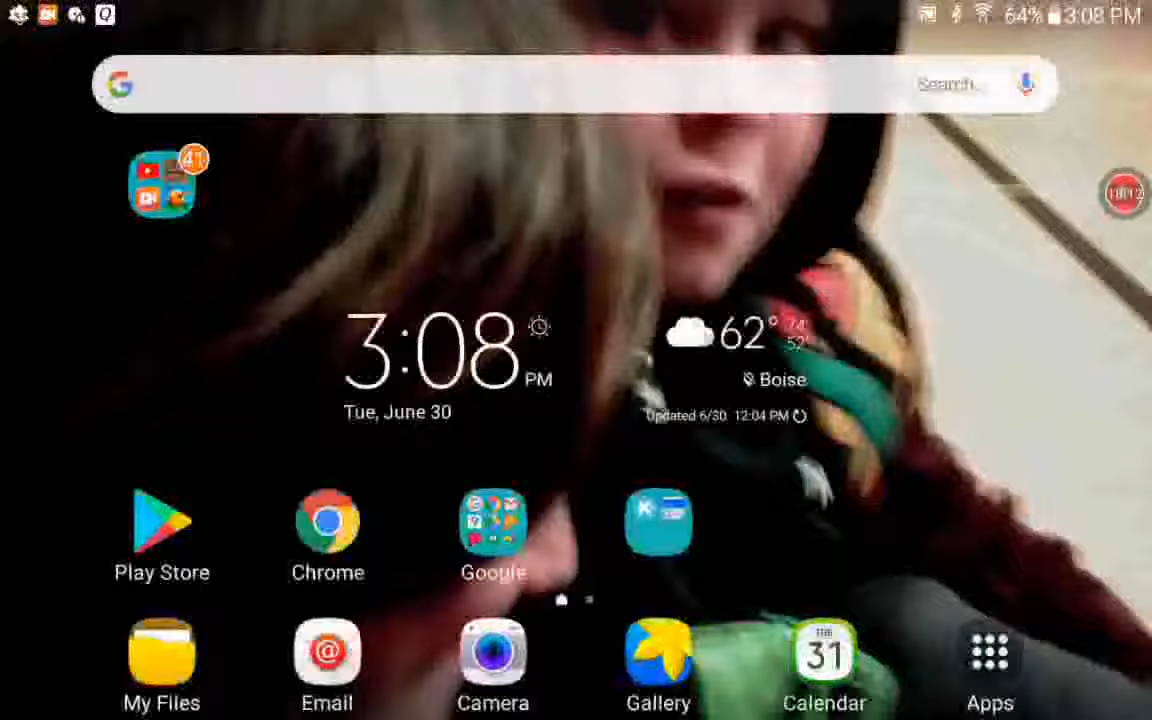 64% 3:08 PM
Search...
41
3:08 PM
Tue, June 30
62°
74°
52°
Boise
Updated 6/30 12:04 PM
Play Store
Chrome
Google
31
My Files
Email
Camera
Gallery
Calendar
Apps